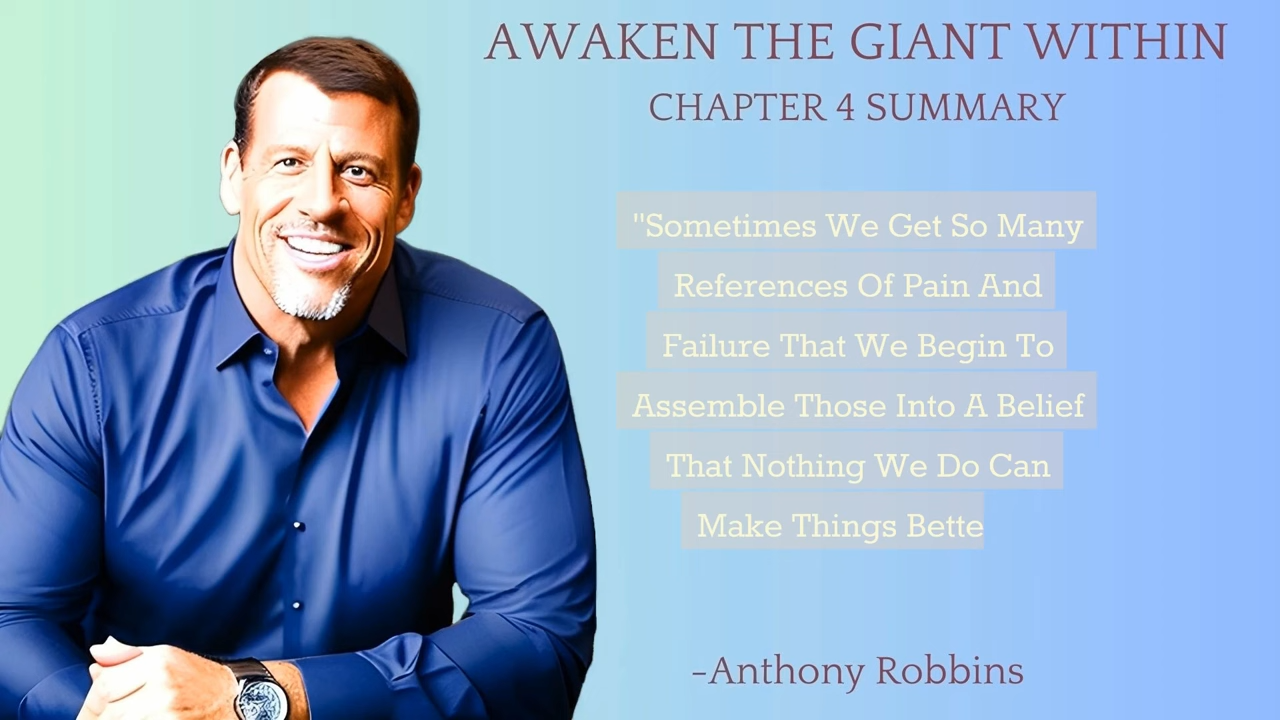 AWAKEN THE GIANT WITHIN
CHAPTER 4 SUMMARY
"Sometimes We Get So Many
References Of Pain And
Failure That We Begin To
Assemble Those Into A Belief
That Nothing We Do Can
Make Things Bette
-Anthony Robbins